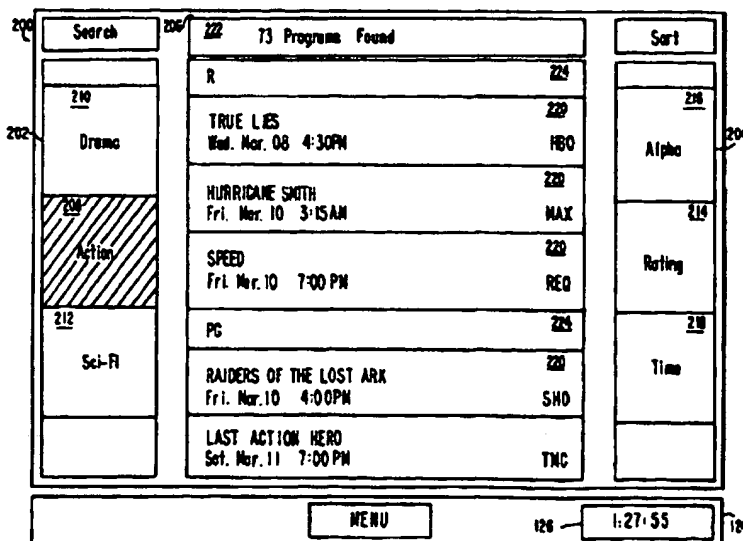 200
Search
206
222
73 Programs Found
Sort
R
224
210
Drama
202
TRUE LIES
220
Wed. Mar. 08 4:30PM
HBO
216
Alpha
208
Action
HURRICANE SMITH
220
Fri. Mar. 10 3:15AM
MAX
214
Rating
SPEED
220
Fri. Mar. 10 7:00 PM
REQ
PG
224
212
Sci-Fi
RAIDERS OF THE LOST ARK
220
Fri. Mar. 10 4:00PM
SHO
218
Time
LAST ACTION HERO
Sat. Mar. 11 7:00 PM
TMC
MENU
126
1:27:55